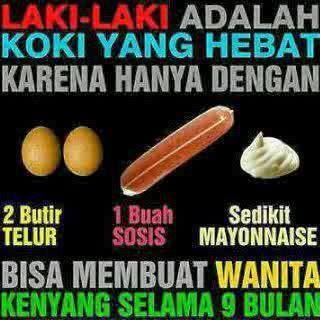 LAKI-LAKI ADALAH
KOKI YANG HEBAT
KARENA HANYA DENGAN
2 Butir
TELUR
1 Buah
SOSIS
Sedikit
MAYONNAISE
BISA MEMBUAT WANITA
KENYANG SELAMA 9 BULAN